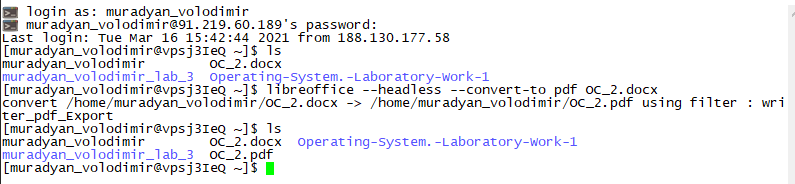 login as: muradyan_volodimir
muradyan_volodimir@91.219.60.189's password:
Last login: Tue Mar 16 15:42:44 2021 from 188.130.177.58
[muradyan_volodimir@vpsj3IeQ ~]$ ls
muradyan_volodimir        OC_2.docx
muradyan_volodimir_lab_3  Operating-System.-Laboratory-Work-1
[muradyan_volodimir@vpsj3IeQ ~]$ libreoffice --headless --convert-to pdf OC_2.docx
convert /home/muradyan_volodimir/OC_2.docx -> /home/muradyan_volodimir/OC_2.pdf using filter : wri
ter_pdf_Export
[muradyan_volodimir@vpsj3IeQ ~]$ ls
muradyan_volodimir        OC_2.docx  Operating-System.-Laboratory-Work-1
muradyan_volodimir_lab_3  OC_2.pdf
[muradyan_volodimir@vpsj3IeQ ~]$